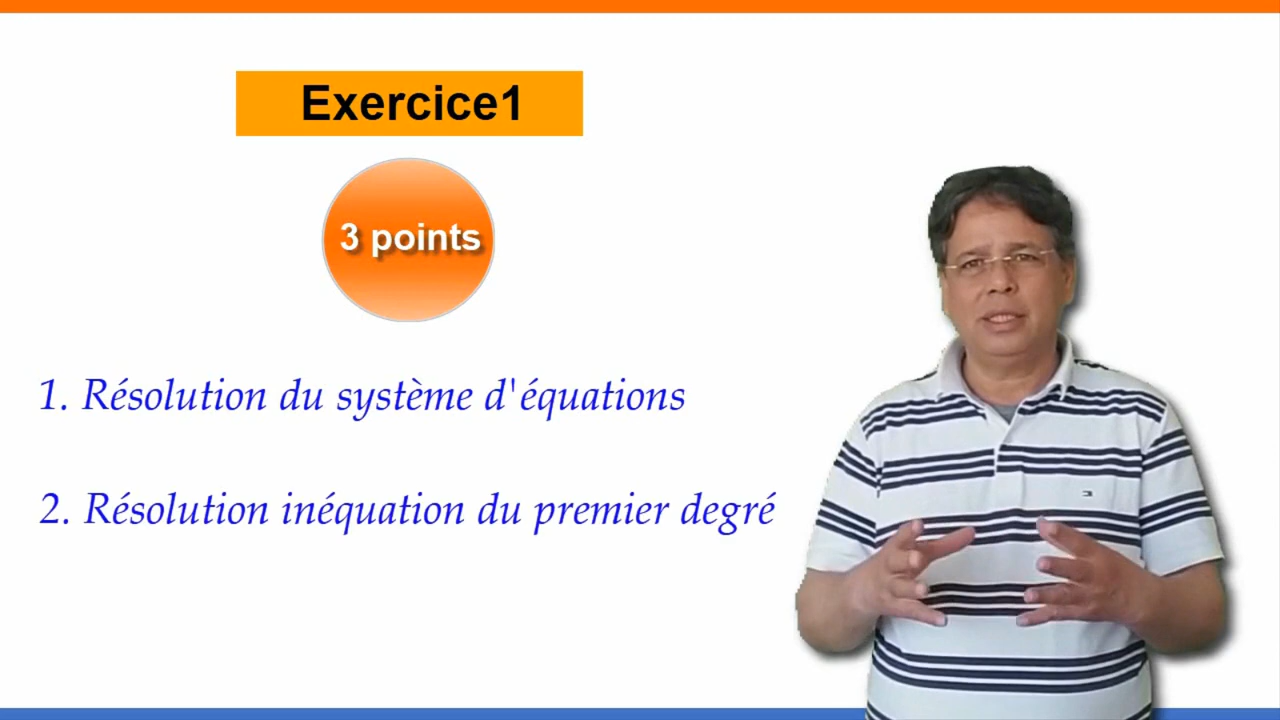 Exercice1
3 points
1. Résolution du système d'équations
2. Résolution inéquation du premier degré